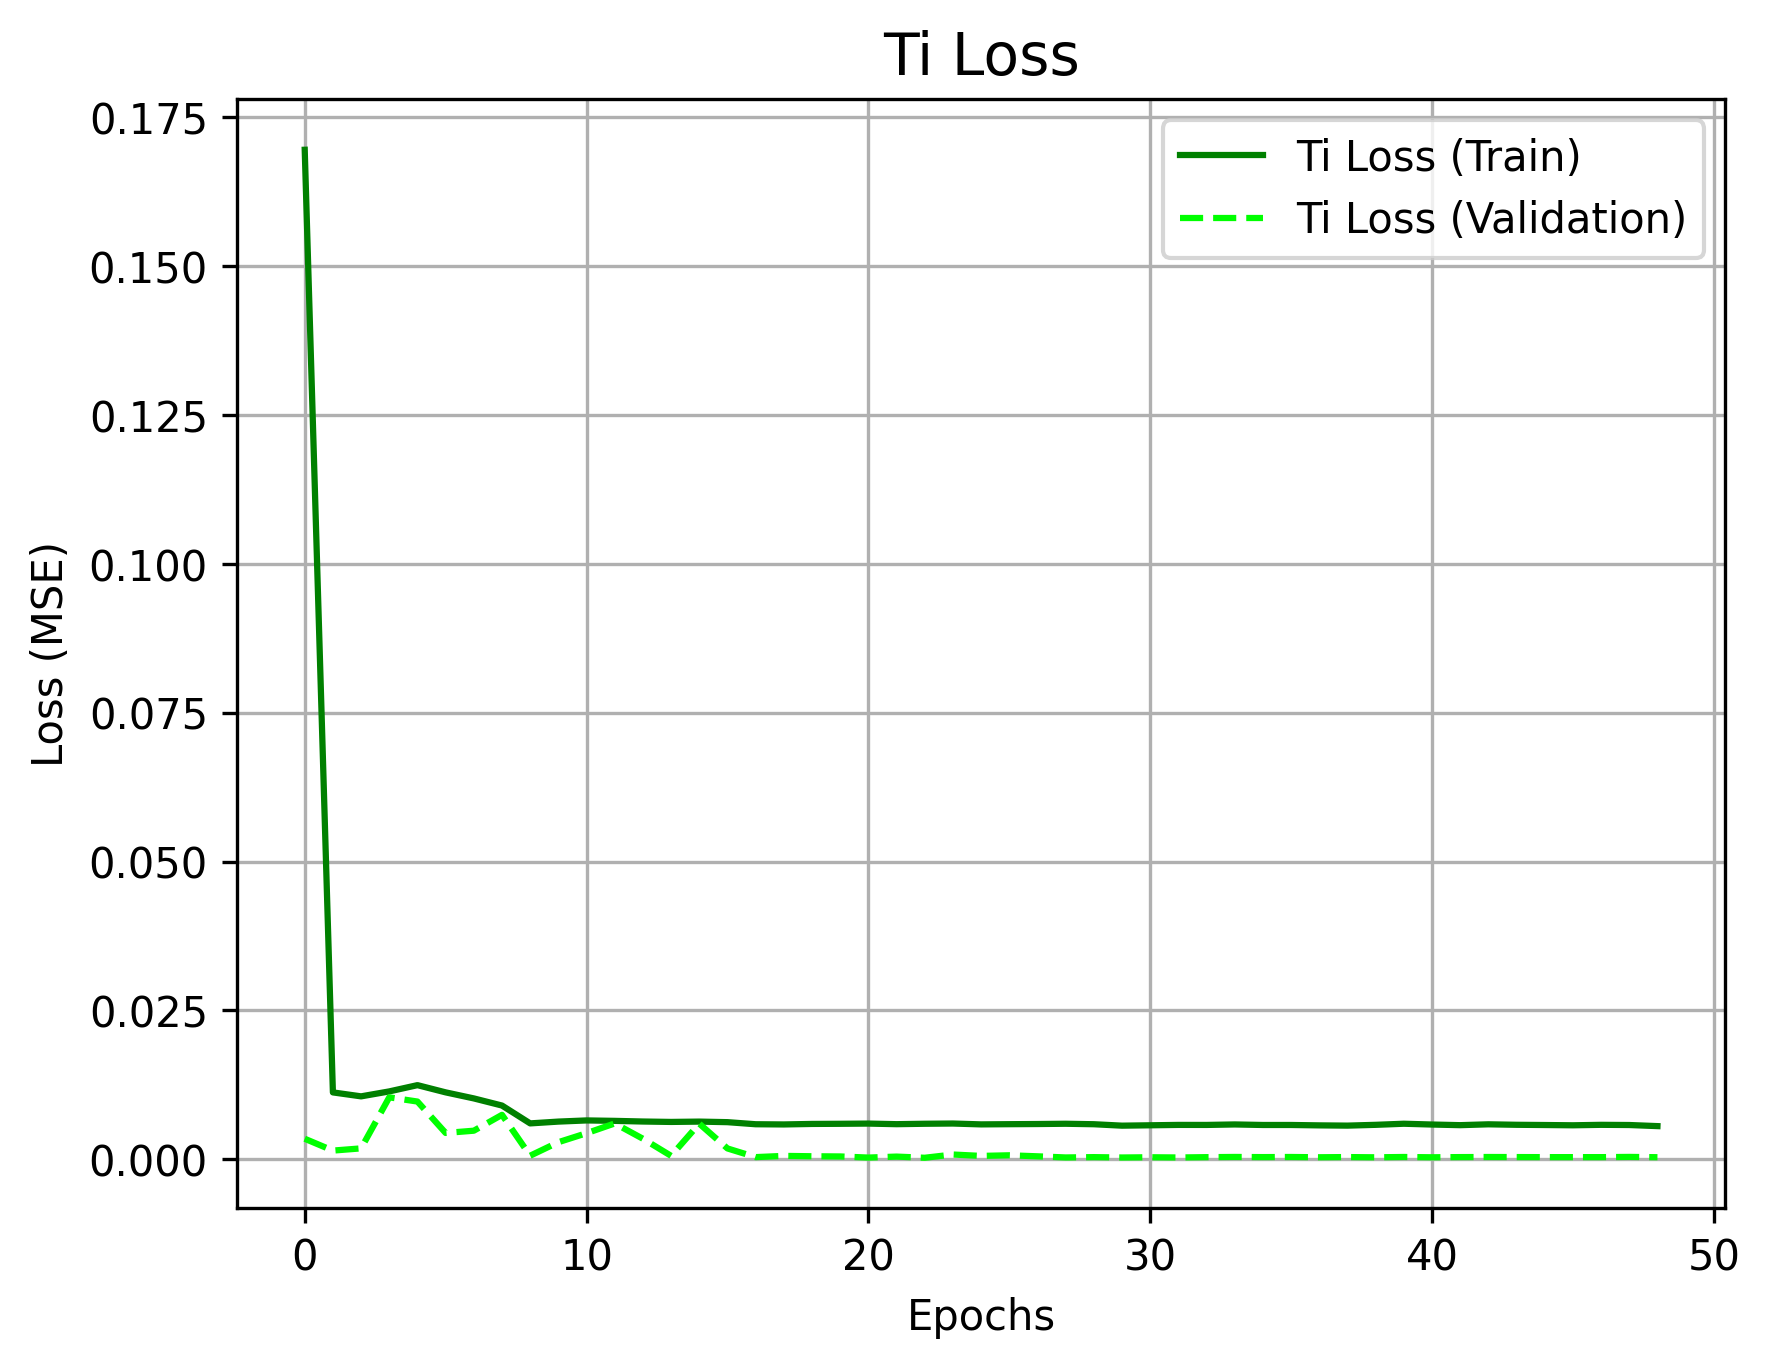 Ti Loss
0.175
0.150
0.125
0.100
0.075
0.050
0.025
0.000
Loss (MSE)
Ti Loss (Train)
Ti Loss (Validation)
0 10 20 30 40 50
Epochs